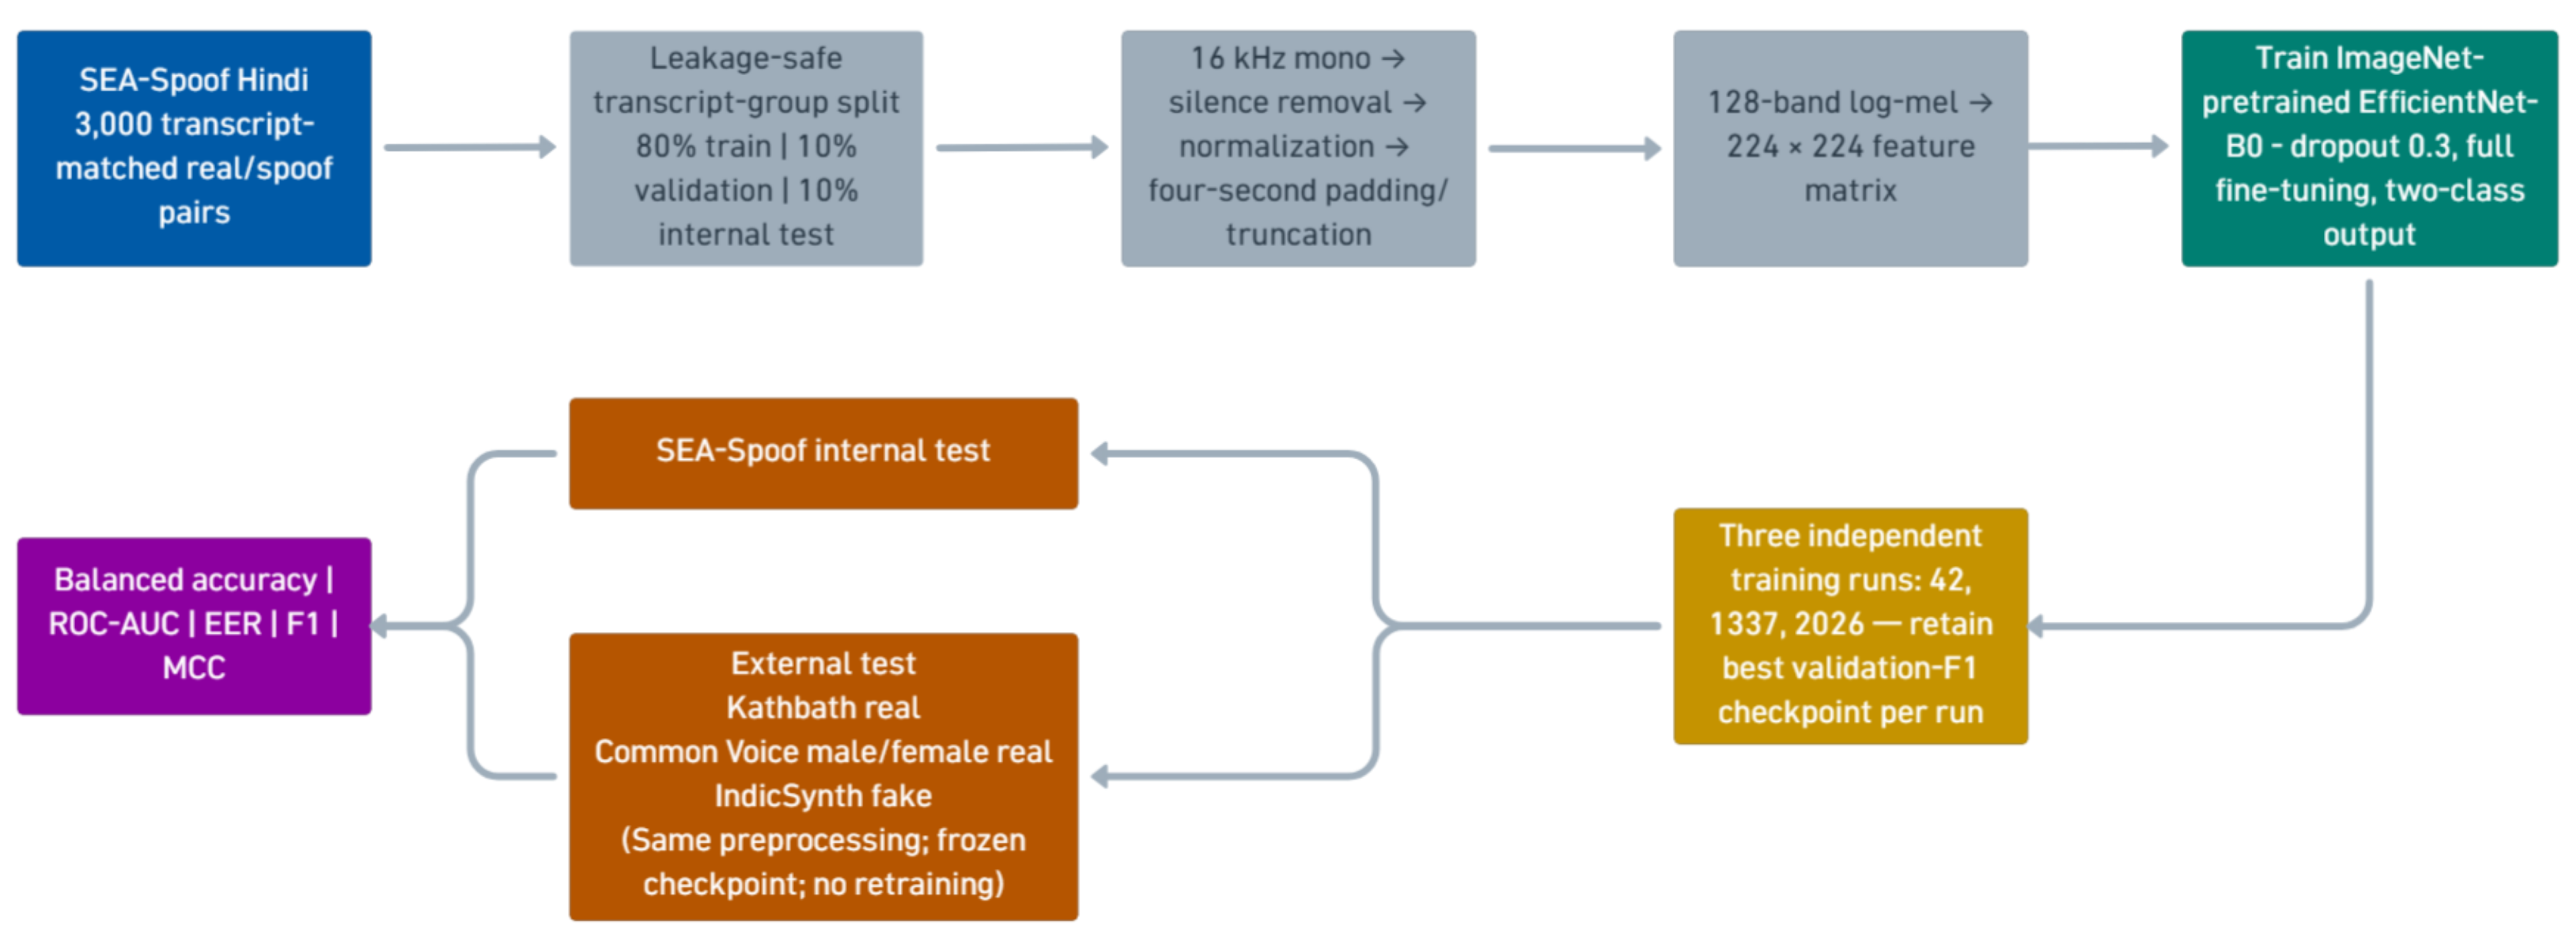 SEA-Spoof Hindi
3,000 transcript-
matched real/spoof
pairs
Leakage-safe
transcript-group split
80% train | 10%
validation | 10%
internal test
16 kHz mono →
silence removal →
normalization →
four-second padding/
truncation
128-band log-mel →
224 × 224 feature
matrix
Train ImageNet-
pretrained EfficientNet-
B0 - dropout 0.3, full
fine-tuning, two-class
output
Three independent
training runs: 42,
1337, 2026 — retain
best validation-F1
checkpoint per run
SEA-Spoof internal test
External test
Kathbath real
Common Voice male/female real
IndicSynth fake
(Same preprocessing; frozen
checkpoint; no retraining)
Balanced accuracy |
ROC-AUC | EER | F1 |
MCC